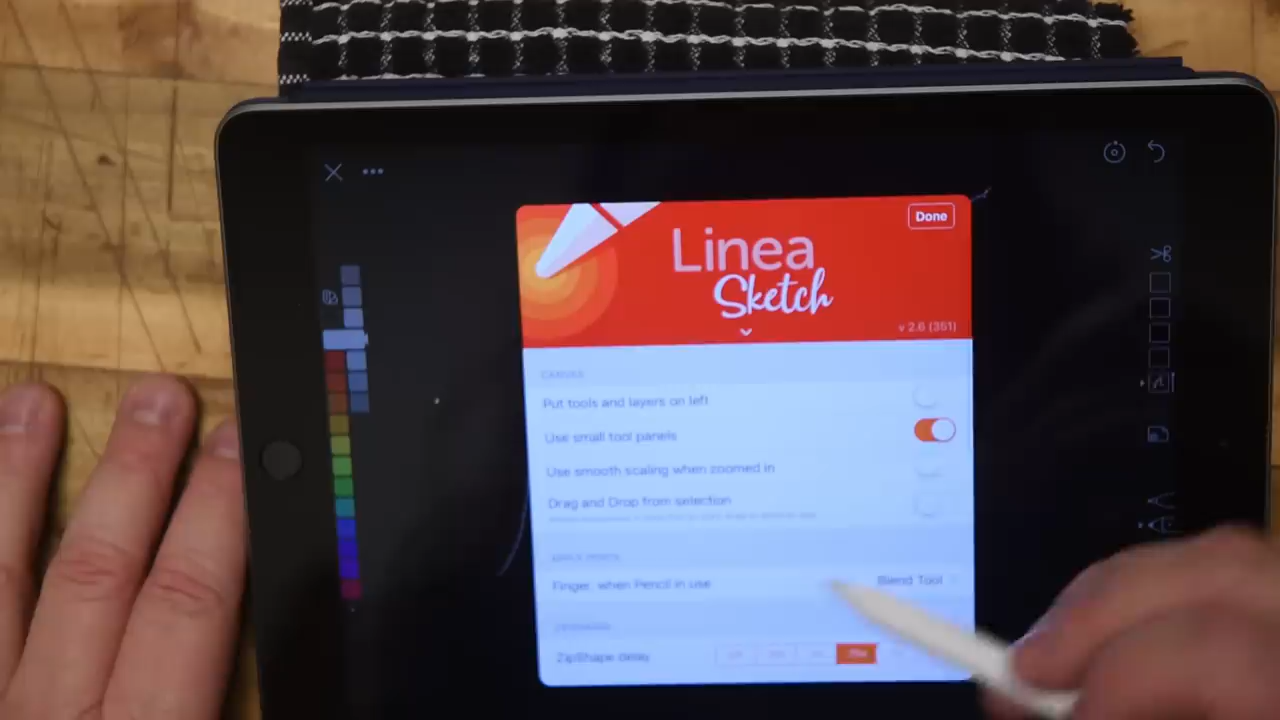 Done
Linea
Sketch
v 2.6 (351)
CANVAS
Put tools and layers on left
Use small tool panels
Use smooth scaling when zoomed in
Drag and Drop from selection
Finger, when Pencil in use
Blend Tool
ZipShape delay